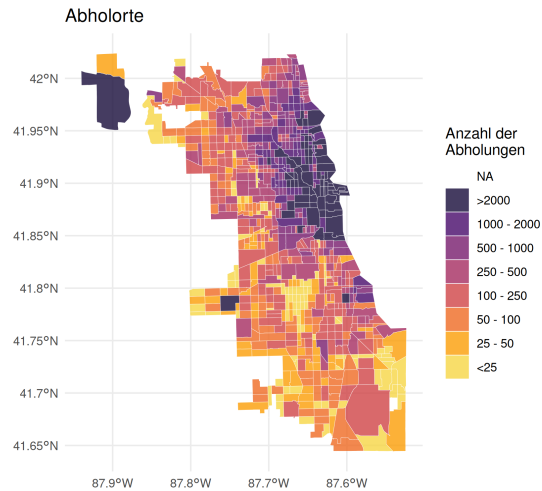 Abholorte
42°N
41.95°N
41.9°N
41.85°N
41.8°N
41.75°N
41.7°N
41.65°N
87.9°W
87.8°W
87.7°W
87.6°W
Anzahl der
Abholungen
NA
>2000
1000 - 2000
500 - 1000
250 - 500
100 - 250
50 - 100
25 - 50
<25